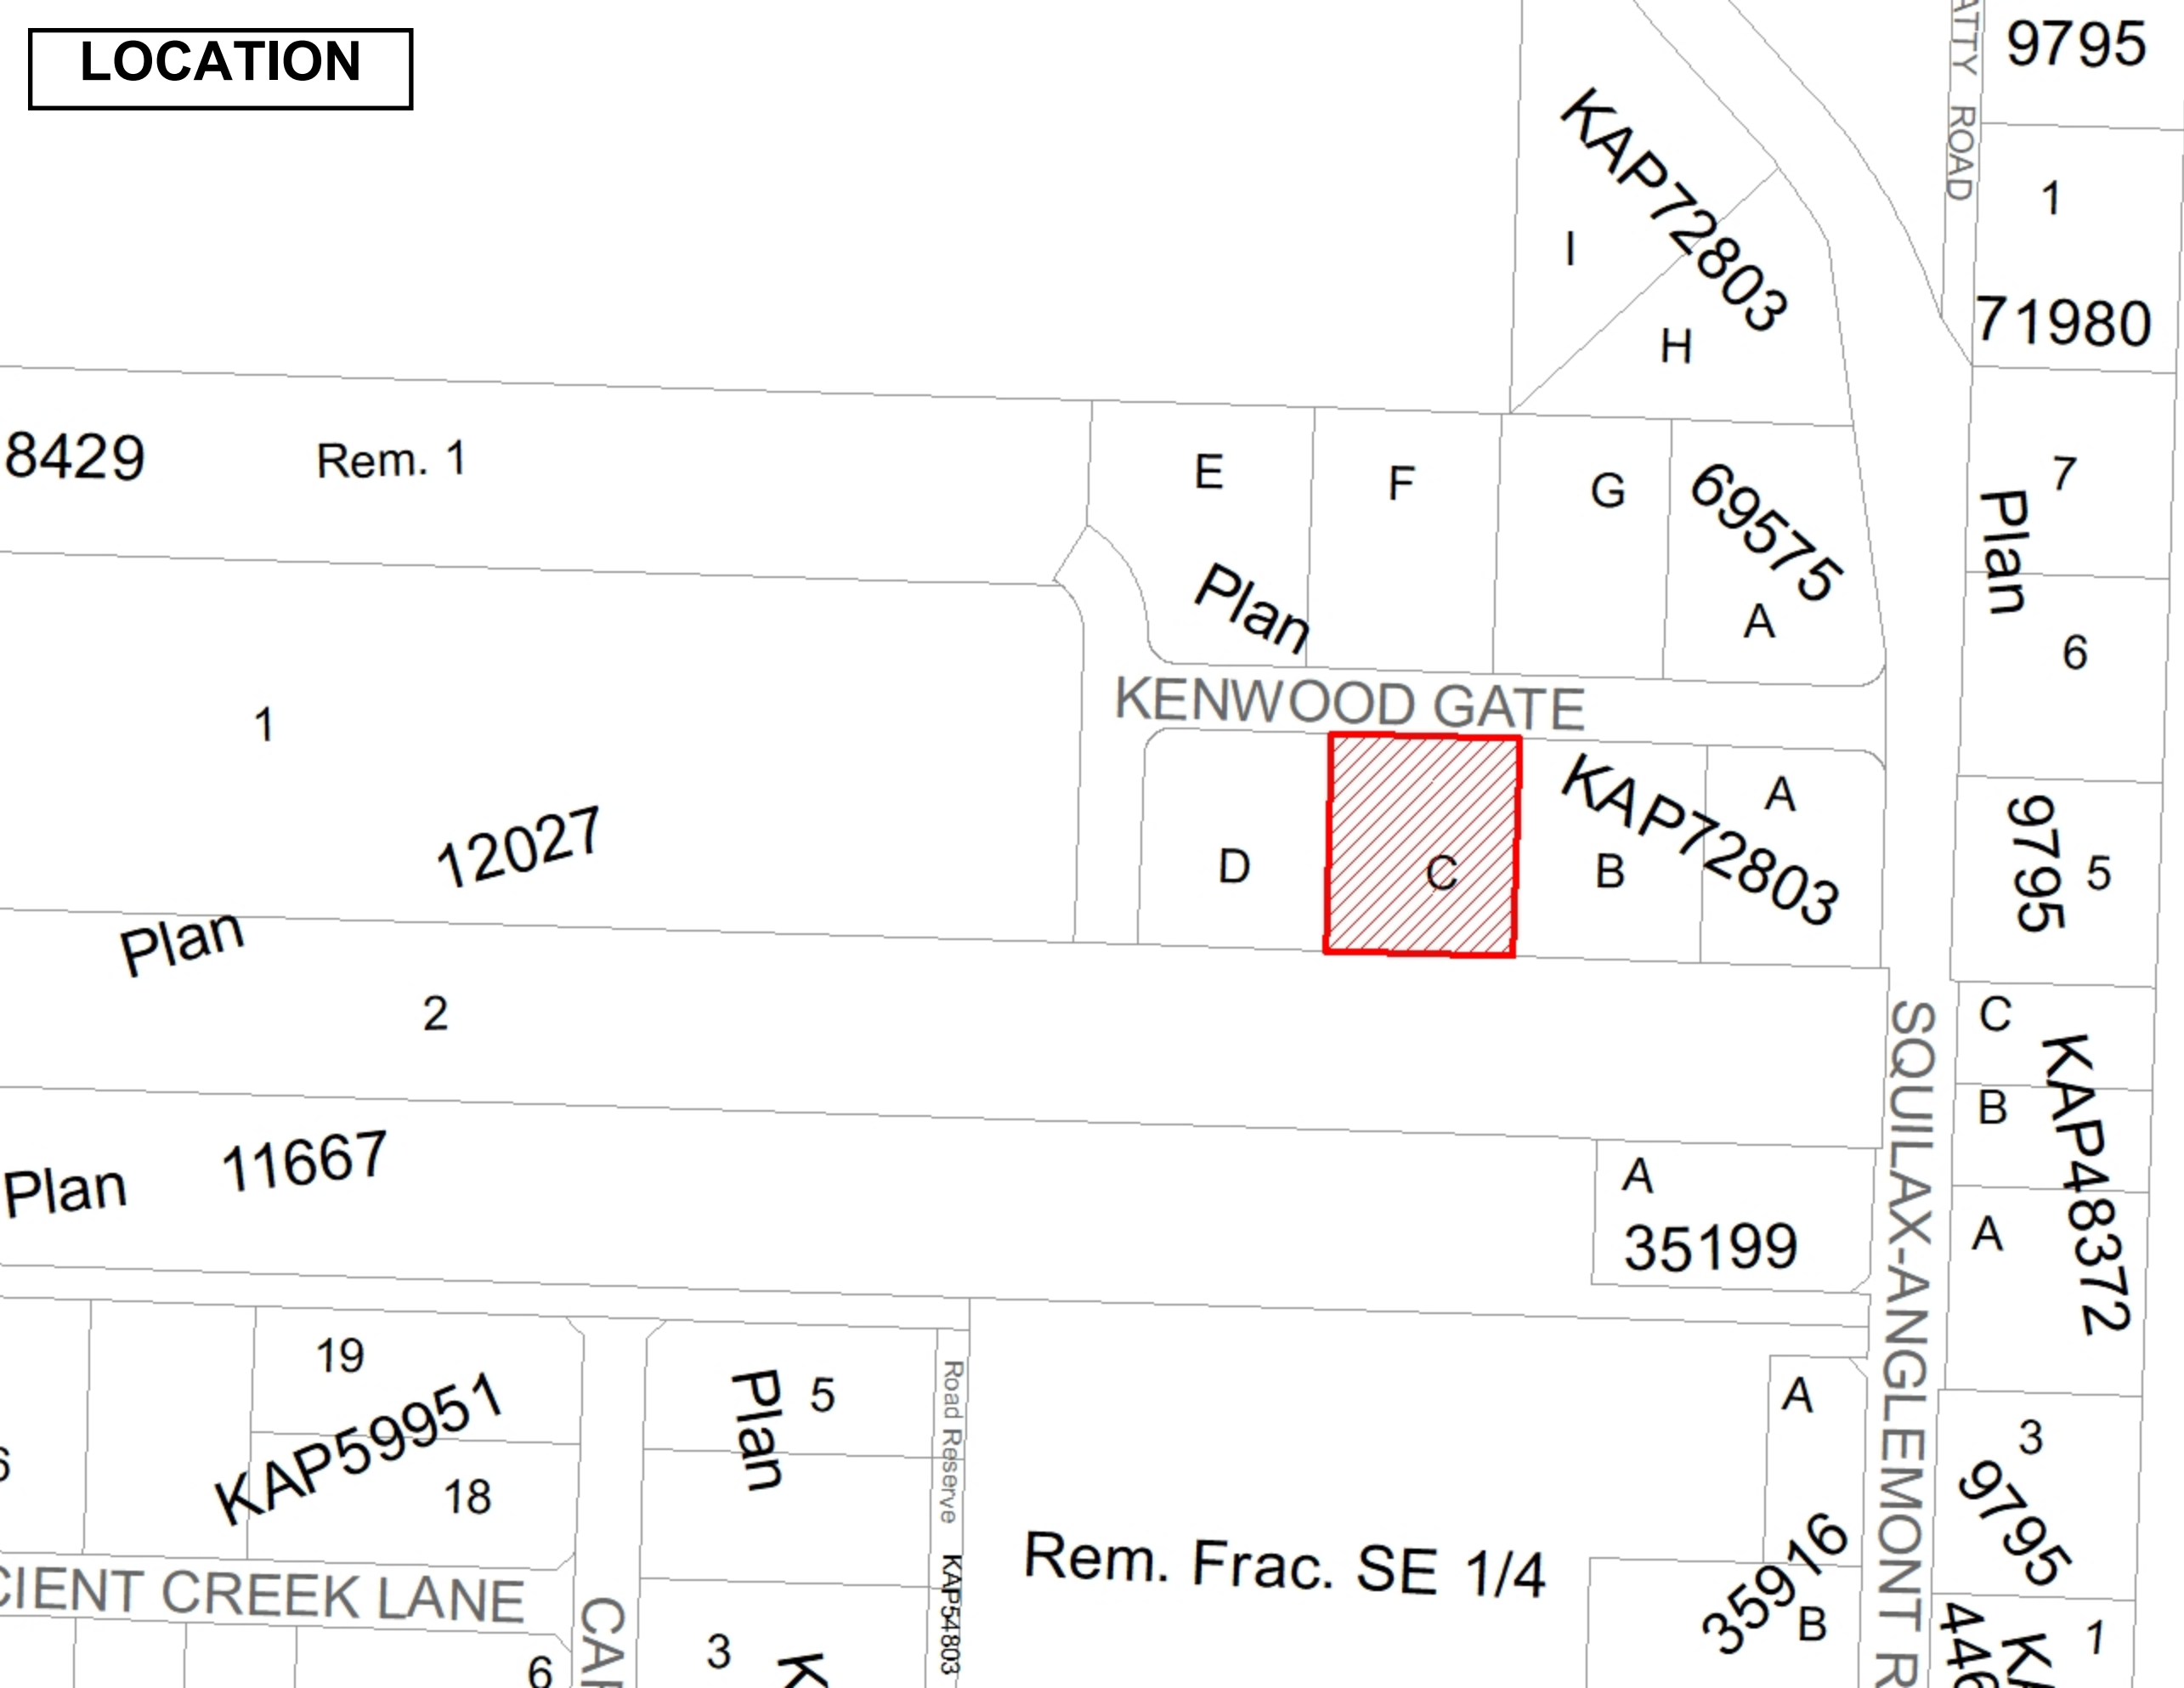 LOCATION
ROAD
9795
1
71980
KAP72803
I
H
8429
Rem. 1
E
F
G
69575
A
Plan
7
Plan
6
KENWOOD GATE
1
12027
Plan
D
C
B
KAP72803
A
9795
5
2
C
KAP48372
B
A
SQUILAX-ANGLEMONT
Plan
11667
A
35199
19
KAP59951
18
Plan
5
Road Reserve
KAP54803
Rem. Frac. SE 1/4
A
35916
B
3
9795
1
CREEK LANE
6
3